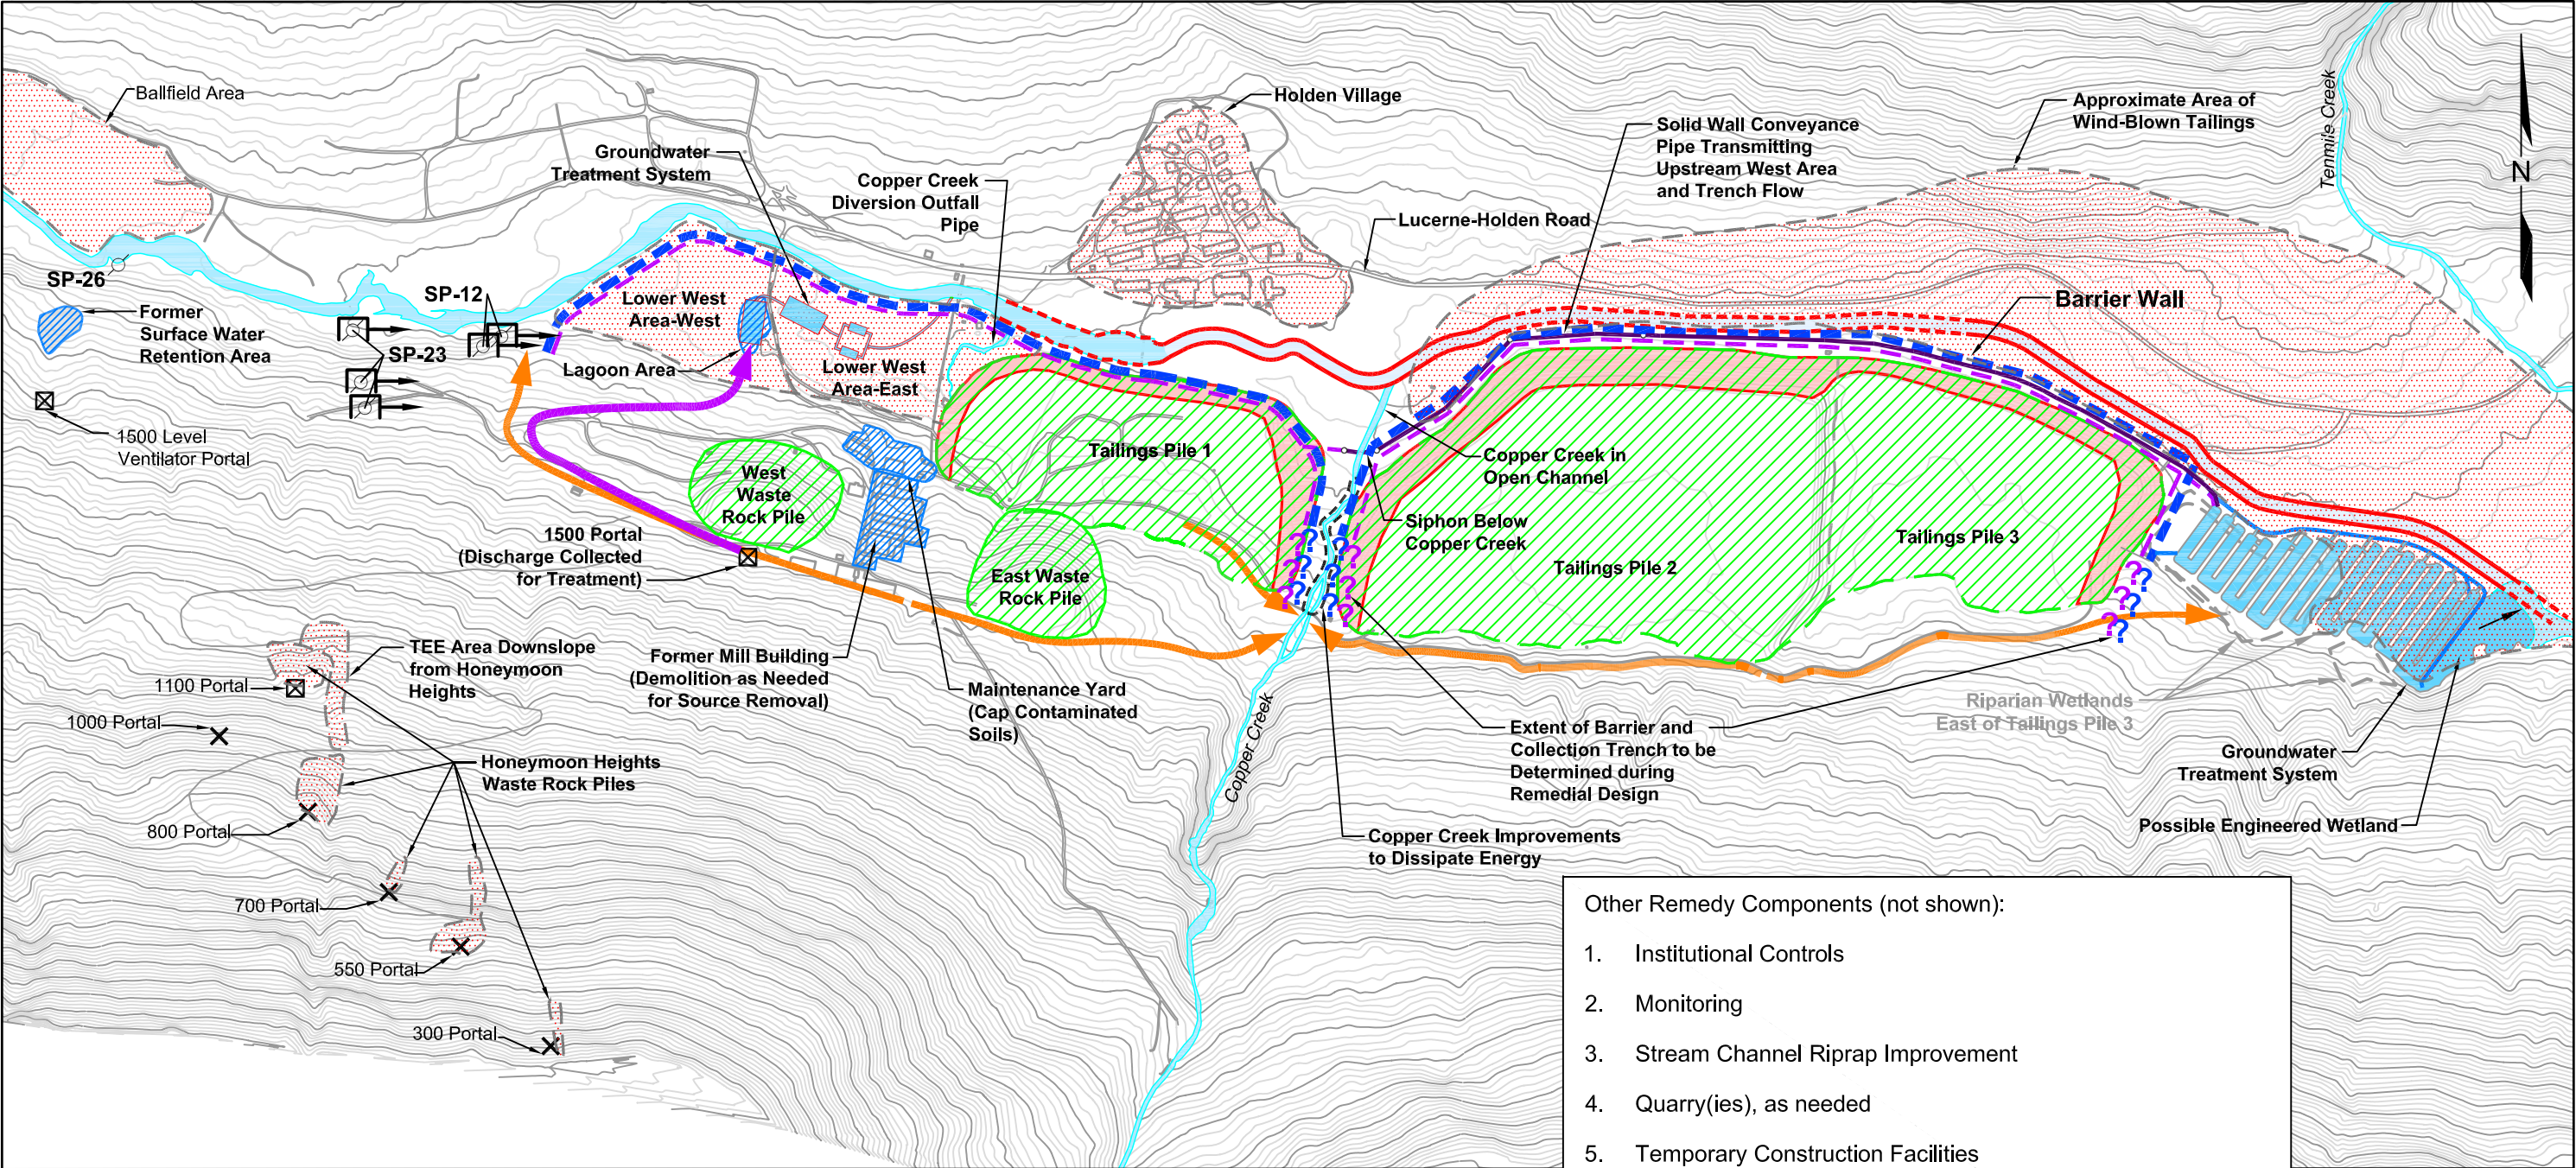 Ballfield Area
Holden Village
Approximate Area of
Wind-Blown Tailings
Tenmile Creek
N
Solid Wall Conveyance
Pipe Transmitting
Upstream West Area
and Trench Flow
Groundwater
Treatment System
Copper Creek
Diversion Outfall
Pipe
Lucerne-Holden Road
SP-26
SP-12
Former
Surface Water
Retention Area
SP-23
Lower West
Area-West
Barrier Wall
Lagoon Area
Lower West
Area-East
1500 Level
Ventilator Portal
Tailings Pile 1
Copper Creek in
Open Channel
West
Waste
Rock Pile
Siphon Below
Copper Creek
1500 Portal
(Discharge Collected
for Treatment)
Tailings Pile 3
Tailings Pile 2
East Waste
Rock Pile
? ? ? ? ? ? ? ?
? ? ? ? ? ? ? ?
? ? ? ? ? ?
TEE Area Downslope
from Honeymoon
Heights
Former Mill Building
(Demolition as Needed
for Source Removal)
Maintenance Yard
(Cap Contaminated
Soils)
1100 Portal
1000 Portal
Copper Creek
Extent of Barrier and
Collection Trench to be
Determined during
Remedial Design
Riparian Wetlands
East of Tailings Pile 3
Groundwater
Treatment System
Honeymoon Heights
Waste Rock Piles
800 Portal
Copper Creek Improvements
to Dissipate Energy
Possible Engineered Wetland
700 Portal
550 Portal
300 Portal
Other Remedy Components (not shown):
1. Institutional Controls
2. Monitoring
3. Stream Channel Riprap Improvement
4. Quarry(ies), as needed
5. Temporary Construction Facilities